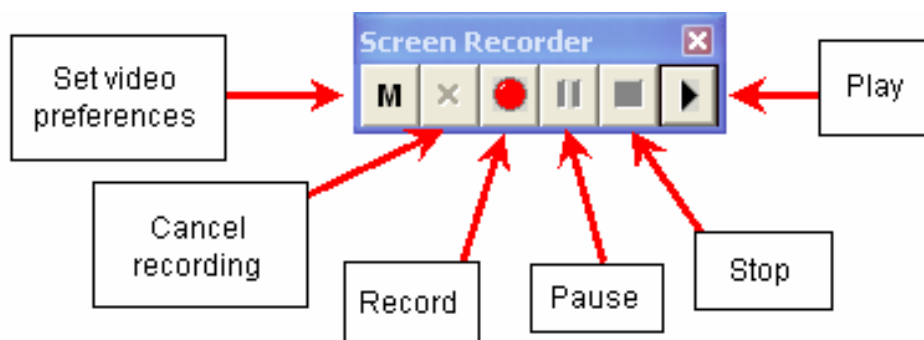 Screen Recorder
Set video
preferences
M
Play
Cancel
recording
Record
Pause
Stop